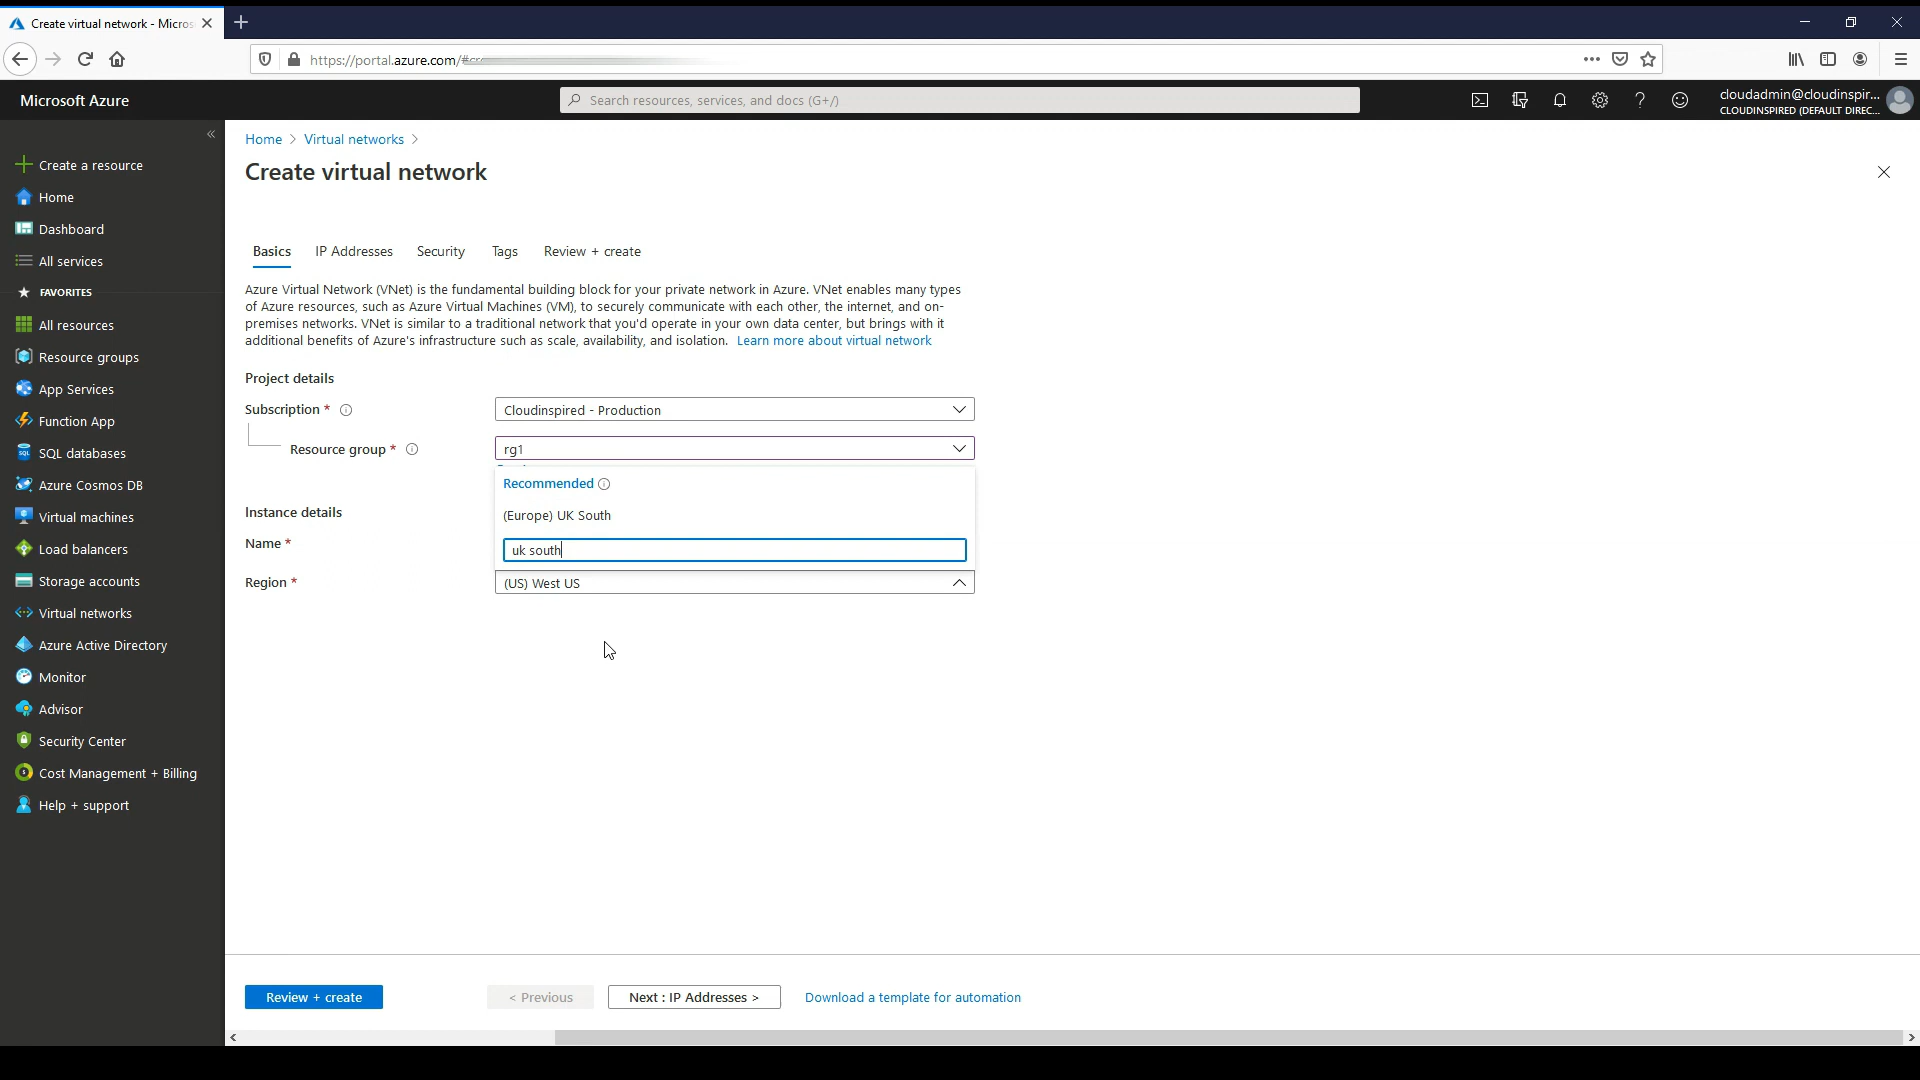 Create virtual network - Micros
https://portal.azure.com/#cre
Microsoft Azure
Search resources, services, and docs (G+/)
cloudadmin@cloudinspir...
CLOUDINSPIRED (DEFAULT DIREC...
Create a resource
Home
Dashboard
All services
FAVORITES
All resources
Resource groups
App Services
Function App
SQL databases
Azure Cosmos DB
Virtual machines
Load balancers
Storage accounts
Virtual networks
Azure Active Directory
Monitor
Advisor
Security Center
Cost Management + Billing
Help + support
Home > Virtual networks >
Create virtual network
Basics IP Addresses Security Tags Review + create
Azure Virtual Network (VNet) is the fundamental building block for your private network in Azure. VNet enables many types
of Azure resources, such as Azure Virtual Machines (VM), to securely communicate with each other, the internet, and on-
premises networks. VNet is similar to a traditional network that you'd operate in your own data center, but brings with it
additional benefits of Azure's infrastructure such as scale, availability, and isolation. Learn more about virtual network
Project details
Subscription * Cloudinspired - Production
Resource group * rg1
Recommended
Instance details
(Europe) UK South
Name *
uk south
Region * (US) West US
Review + create < Previous Next : IP Addresses > Download a template for automation